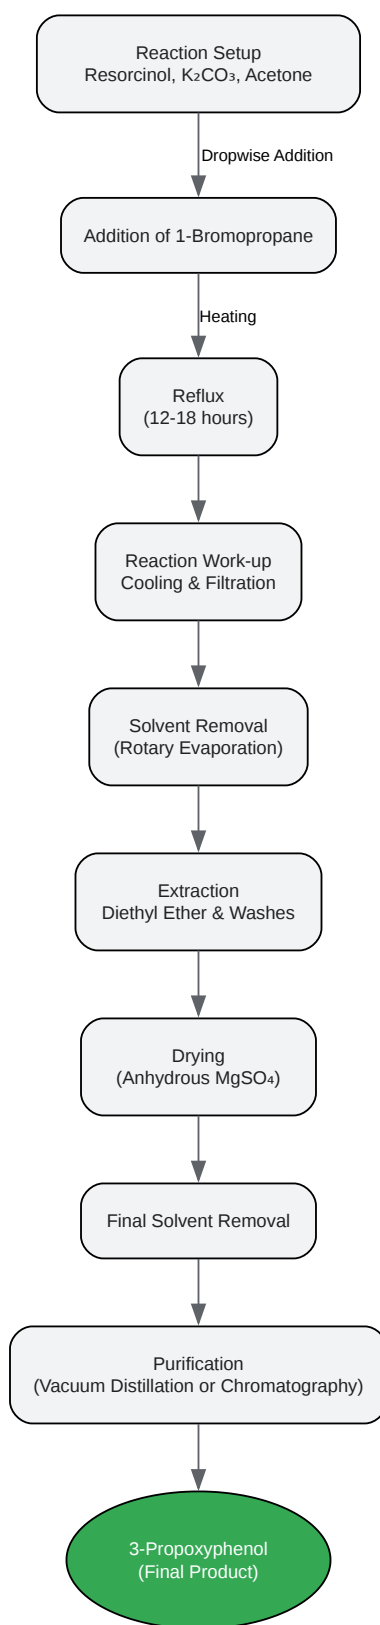 Reaction Setup
Resorcinol, K₂CO₃, Acetone
Dropwise Addition
Addition of 1-Bromopropane
Heating
Reflux
(12-18 hours)
Reaction Work-up
Cooling & Filtration
Solvent Removal
(Rotary Evaporation)
Extraction
Diethyl Ether & Washes
Drying
(Anhydrous MgSO₄)
Final Solvent Removal
Purification
(Vacuum Distillation or Chromatography)
3-Propoxyphenol
(Final Product)